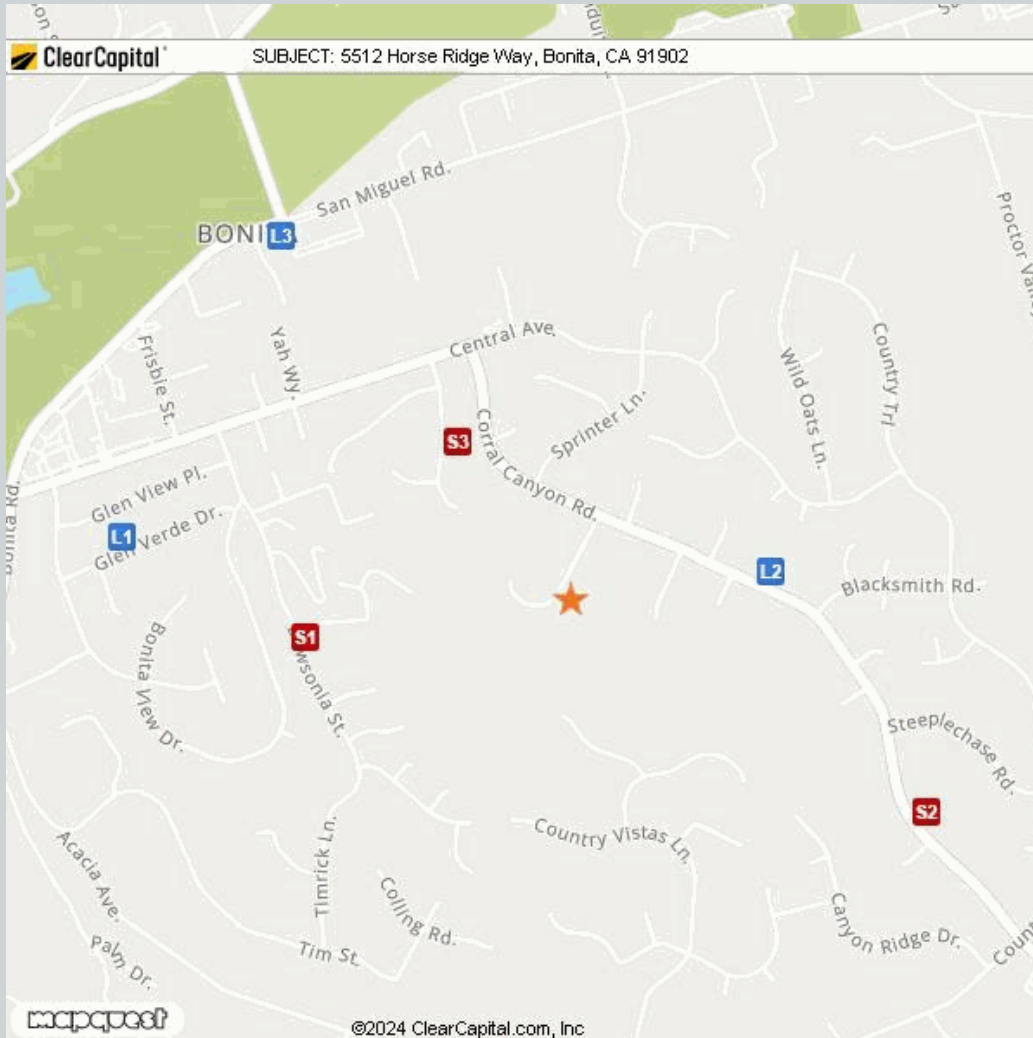 ClearCapital
SUBJECT: 5512 Horse Ridge Way, Bonita, CA 91902
San Miguel Rd.
L3
Proctor Valley
Yah Wy.
Frisbie St.
Central Ave.
Country Trl
Wild Oats Ln.
Sprinter Ln.
S3
Corral Canyon Rd.
Glen View Pl.
L1
Glen Verde Dr.
L2
Blacksmith Rd.
S1
Bonita View Dr.
Steeplechase Rd.
S2
Country Vistas Ln.
Timrick Ln.
Acacia Ave.
Colling Rd.
Canyon Ridge Dr.
Tim St.
Palm Dr.
mapquest
©2024 ClearCapital.com, Inc